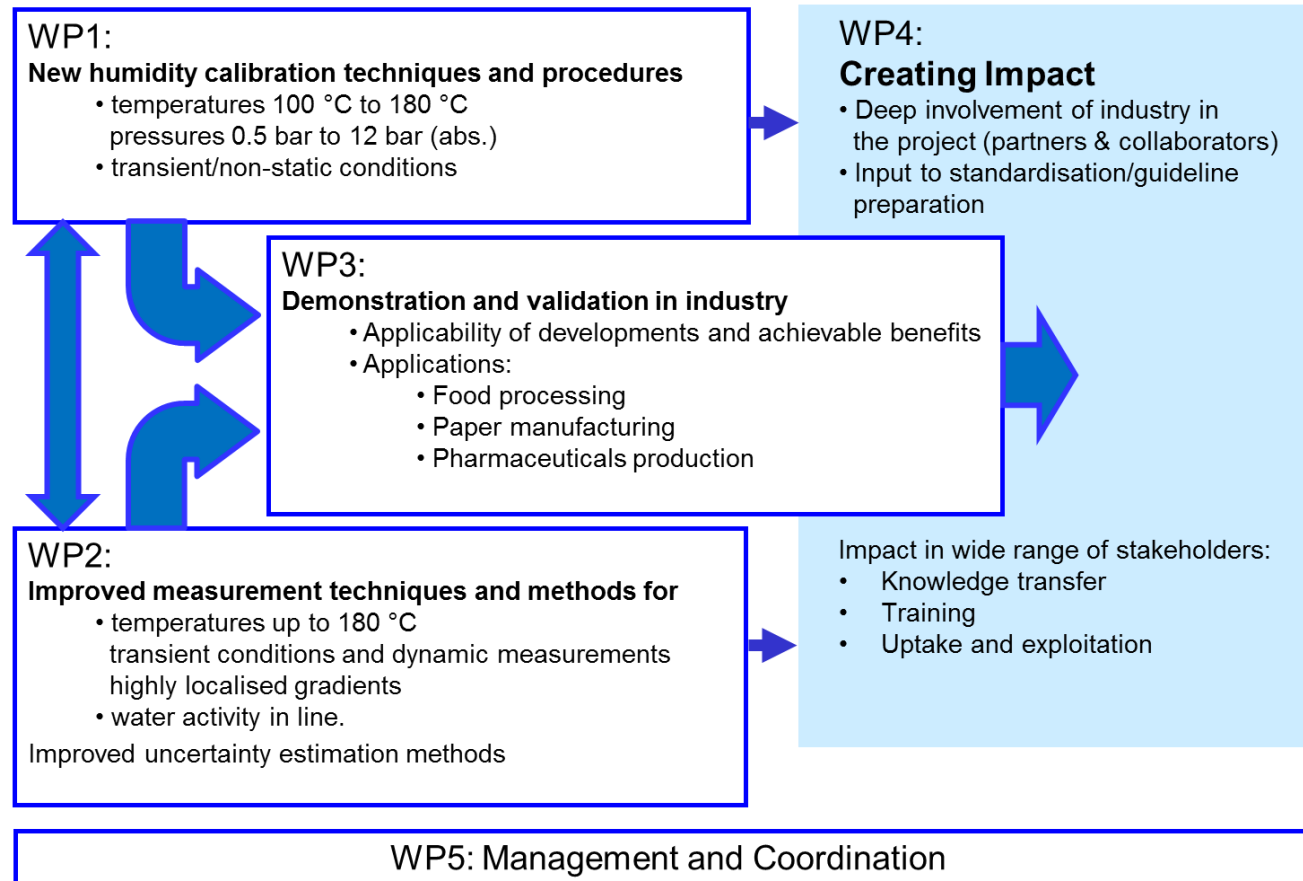 WP1:
New humidity calibration techniques and procedures
• temperatures 100 °C to 180 °C
pressures 0.5 bar to 12 bar (abs.)
• transient/non-static conditions
WP4:
Creating Impact
• Deep involvement of industry in
the project (partners & collaborators)
• Input to standardisation/guideline
preparation
WP3:
Demonstration and validation in industry
• Applicability of developments and achievable benefits
• Applications:
• Food processing
• Paper manufacturing
• Pharmaceuticals production
WP2:
Improved measurement techniques and methods for
• temperatures up to 180 °C
transient conditions and dynamic measurements
highly localised gradients
• water activity in line.
Improved uncertainty estimation methods
Impact in wide range of stakeholders:
• Knowledge transfer
• Training
• Uptake and exploitation
WP5: Management and Coordination